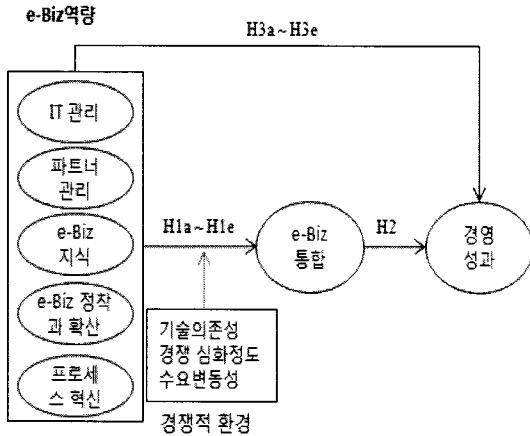 e-Biz역량
H3a~H3e
IT 관리
파트너
관리
e-Biz
지식
e-Biz 정착
과 확산
프로세
스 혁신
H1a~H1e
e-Biz
통합
H2
경영
성과
기술의존성
경쟁 심화정도
수요변동성
경쟁적 환경